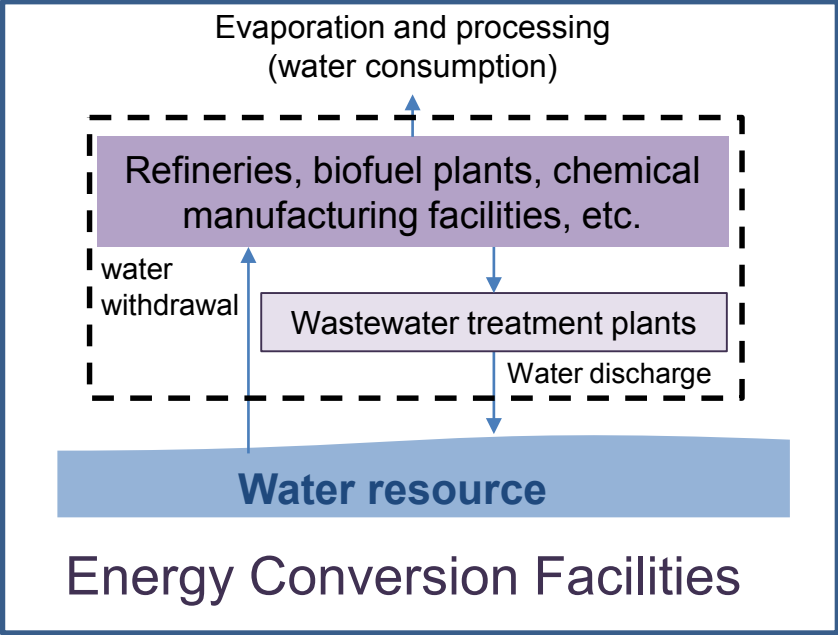 Evaporation and processing
(water consumption)
Refineries, biofuel plants, chemical
manufacturing facilities, etc.
water
withdrawal
Wastewater treatment plants
Water discharge
Water resource
Energy Conversion Facilities